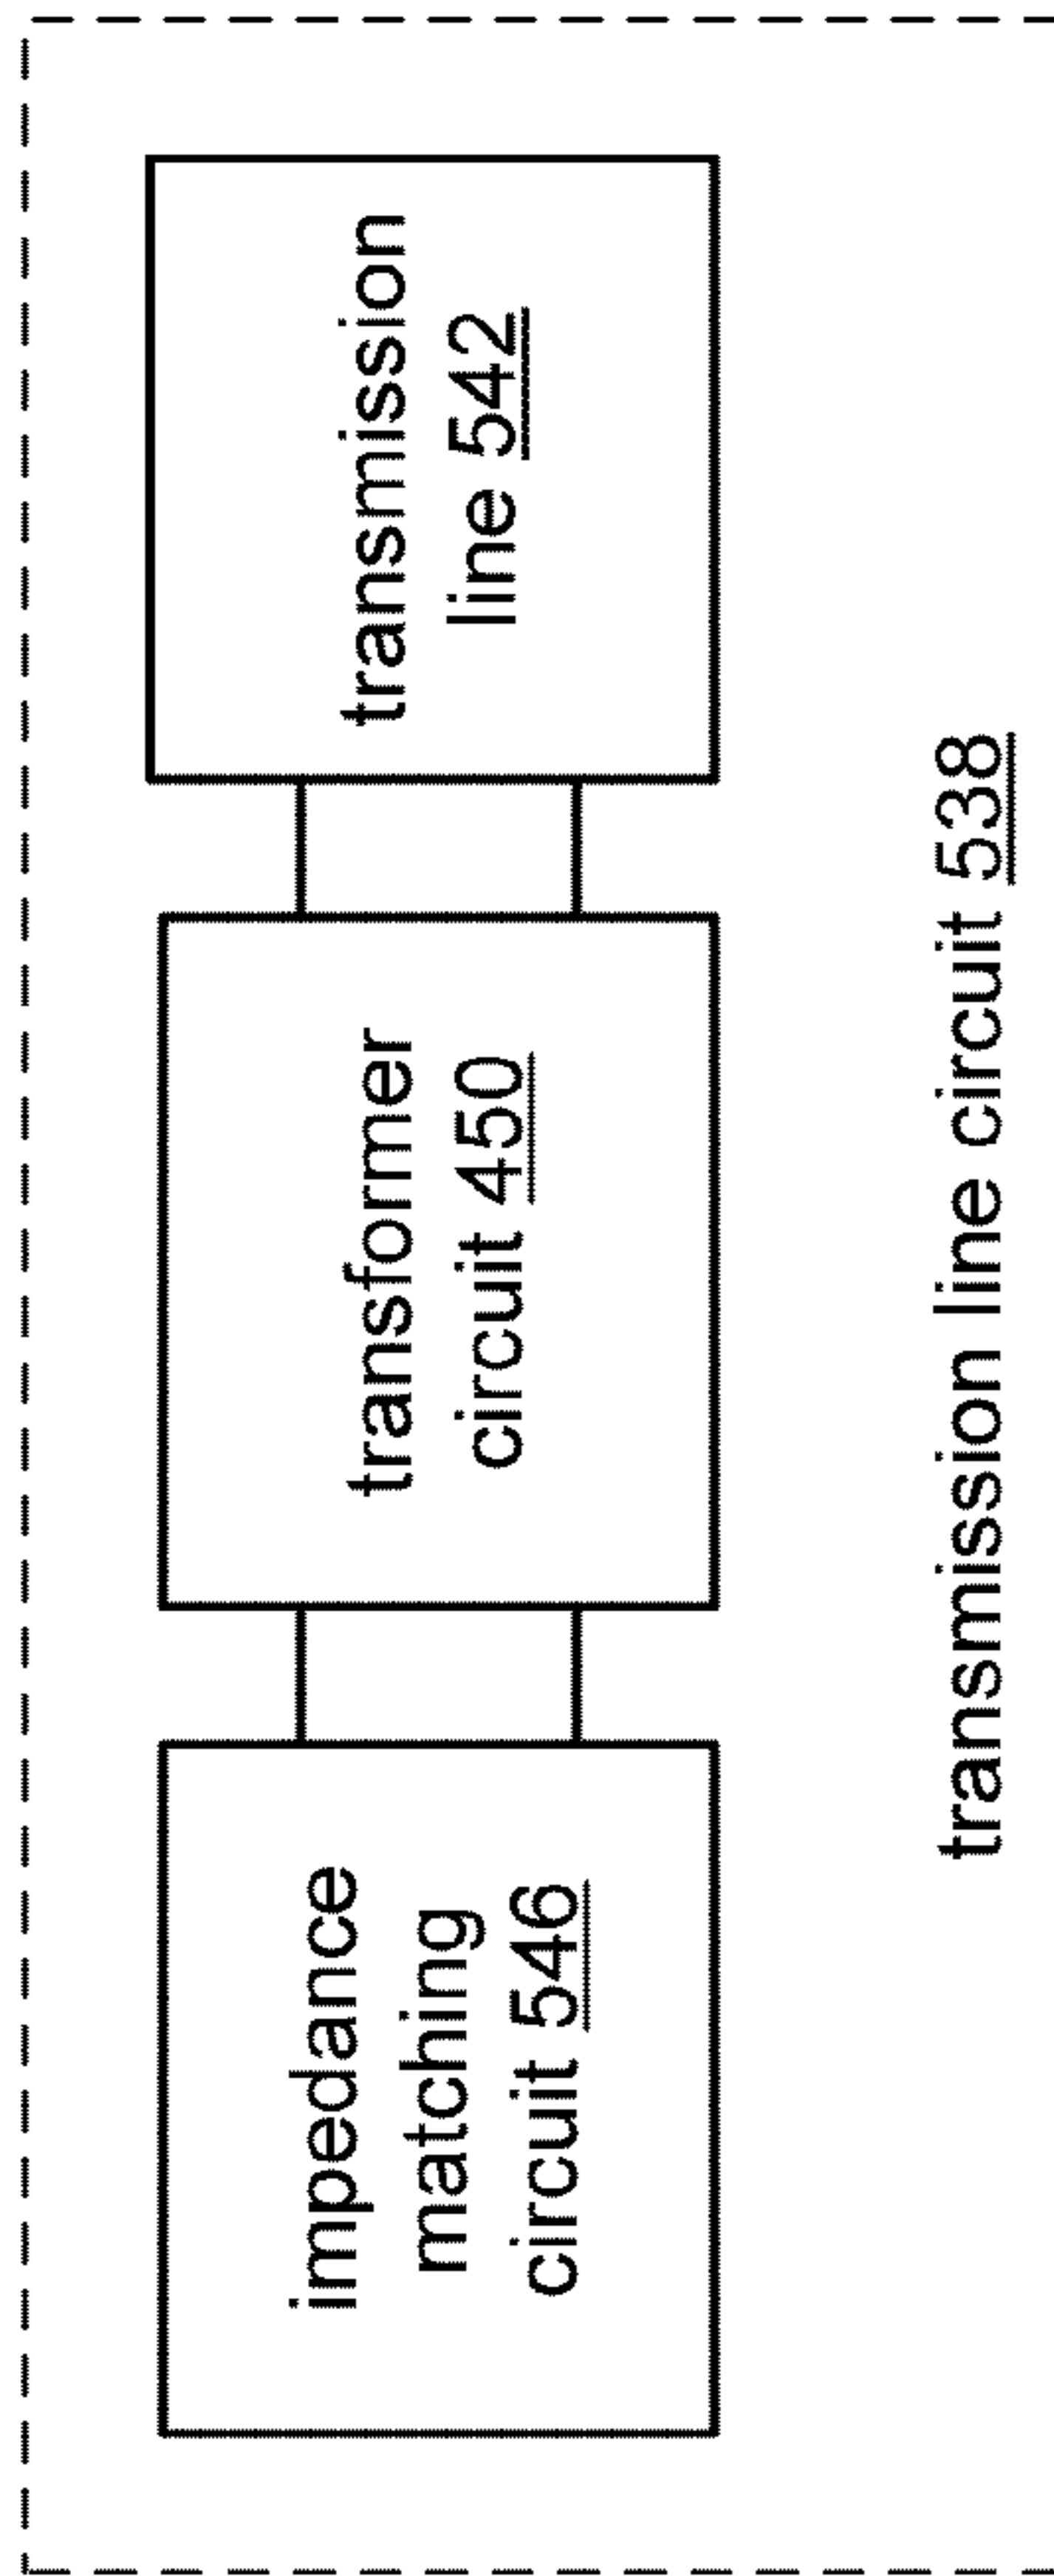 impedance
matching
circuit 546
transformer
circuit 450
transmission
line 542
transmission line circuit 538